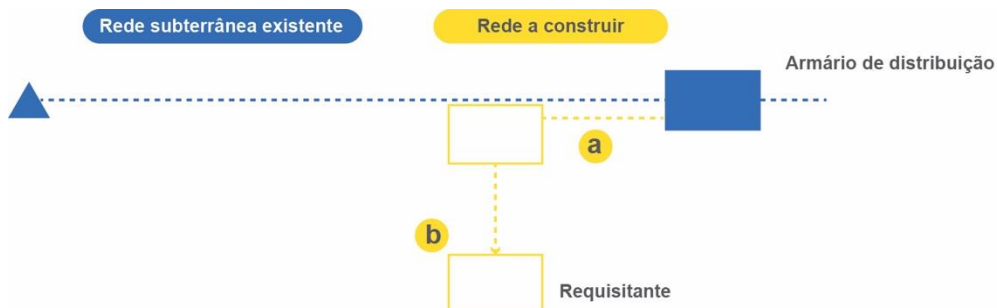 Rede subterrânea existente
Rede a construir
Armário de distribuição
a
b
Requisitante